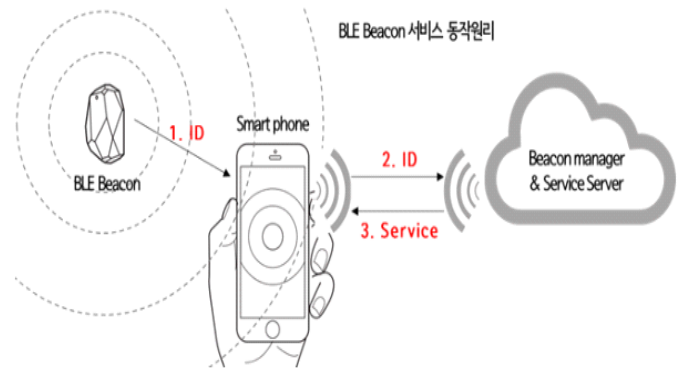 BLE Beacon 서비스 동작원리
1. ID
Smart phone
BLE Beacon
2. ID
3. Service
Beacon manager
& Service Server